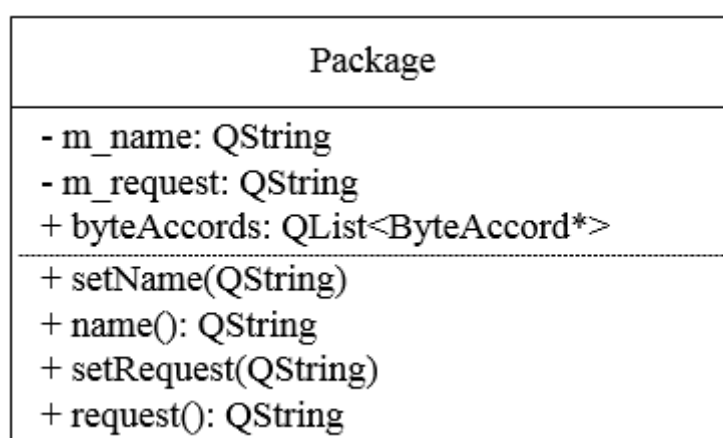 Package
- m_name: QString
- m_request: QString
+ byteAccords: QList<ByteAccord*>
+ setName(QString)
+ name(): QString
+ setRequest(QString)
+ request(): QString